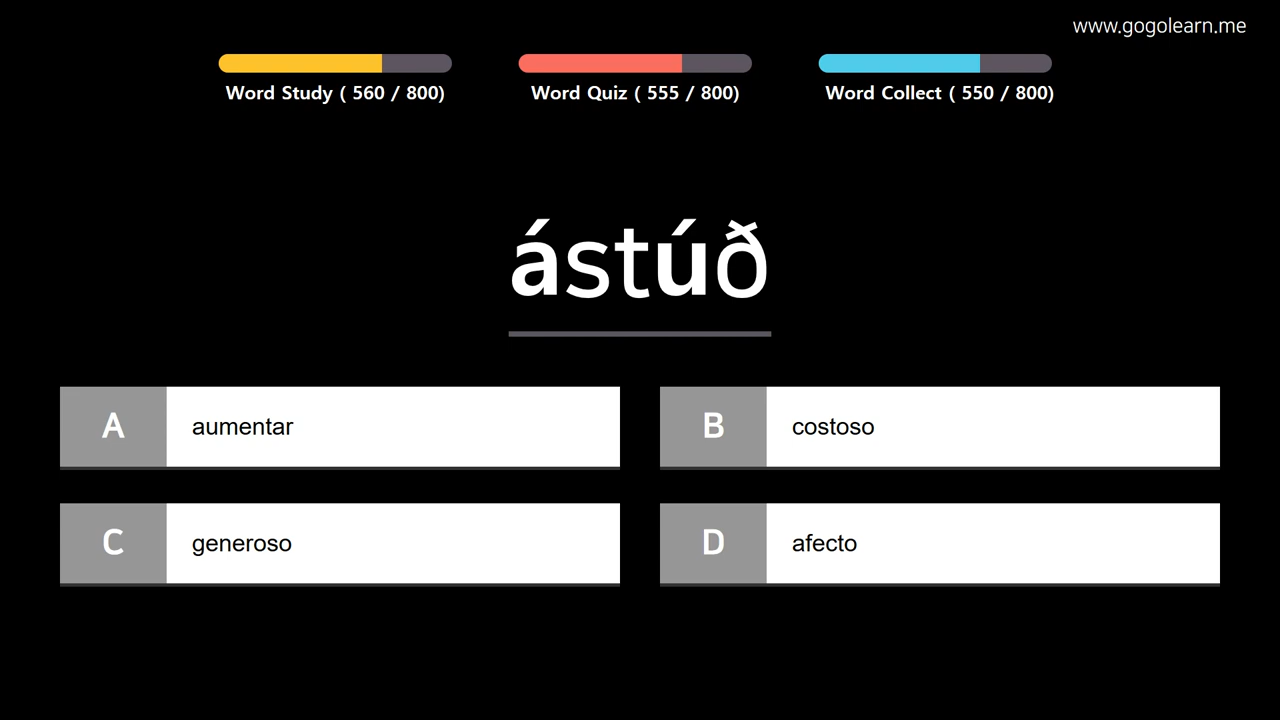 www.gogolearn.me
Word Study ( 560 / 800)
Word Quiz ( 555 / 800)
Word Collect ( 550 / 800)
ástúð
A aumentar
B costoso
C generoso
D afecto